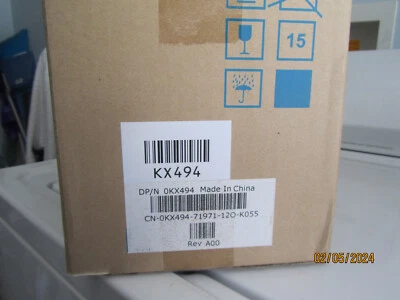 15
KX494
DP/N 0KX494 Made In China
CN-0KX494-71971-12O-K055
Rev A00
02/05/2024